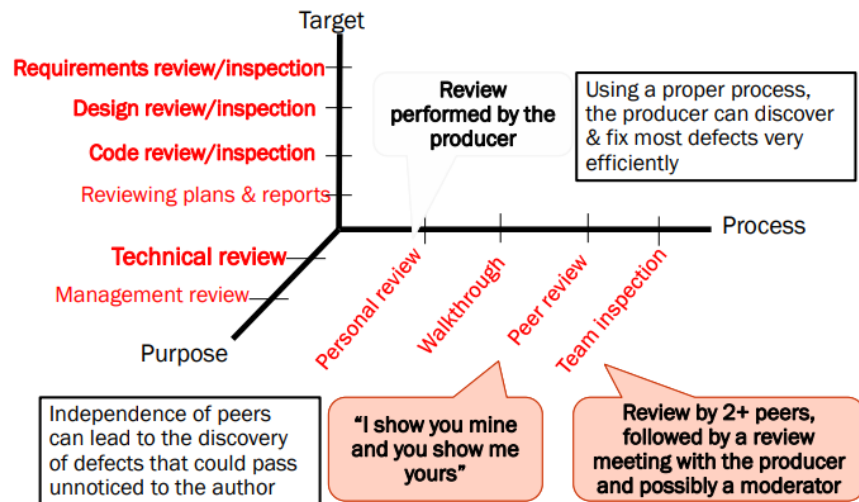 Target
Requirements review/inspection
Design review/inspection
Code review/inspection
Reviewing plans & reports
Review
performed by the
producer
Using a proper process,
the producer can discover
& fix most defects very
efficiently
Process
Technical review
Management review
Purpose
Personal review
Walkthrough
Peer review
Team inspection
Independence of peers
can lead to the discovery
of defects that could pass
unnoticed to the author
“I show you mine
and you show me
yours”
Review by 2+ peers,
followed by a review
meeting with the producer
and possibly a moderator